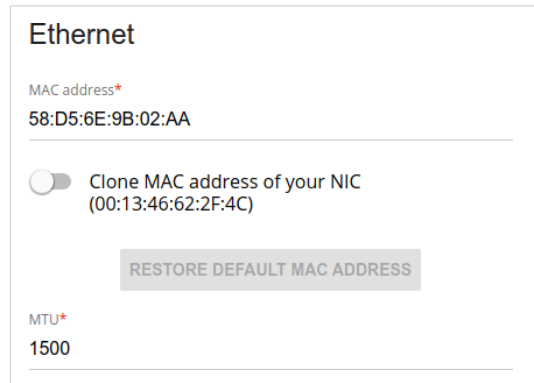 Ethernet
MAC address*
58:D5:6E:9B:02:AA
Clone MAC address of your NIC
(00:13:46:62:2F:4C)
RESTORE DEFAULT MAC ADDRESS
MTU*
1500